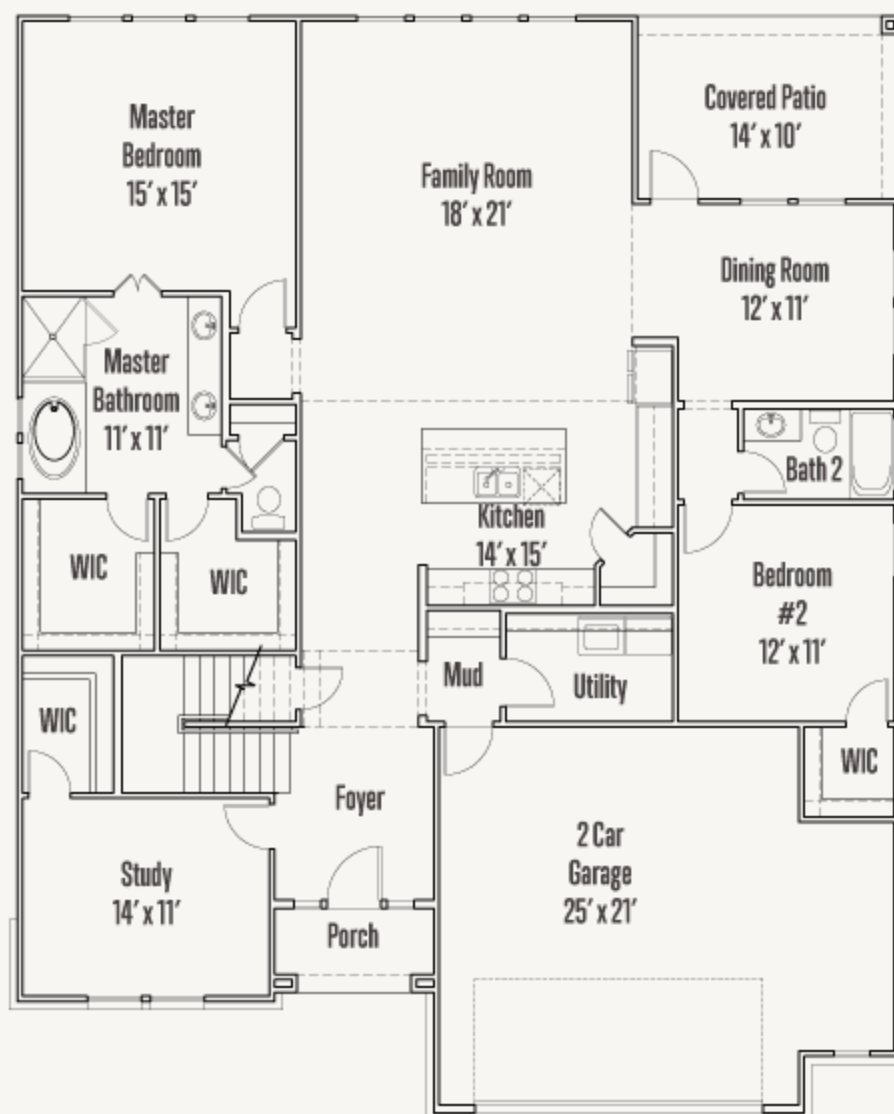 Master
Bedroom
15′ x 15′
Family Room
18′ x 21′
Covered Patio
14′ x 10′
Dining Room
12′ x 11′
Master
Bathroom
11′ x 11′
Bath 2
Kitchen
14′ x 15′
WIC
WIC
Bedroom
#2
12′ x 11′
WIC
Mud
Utility
WIC
Foyer
Study
14′ x 11′
2 Car
Garage
25′ x 21′
Porch